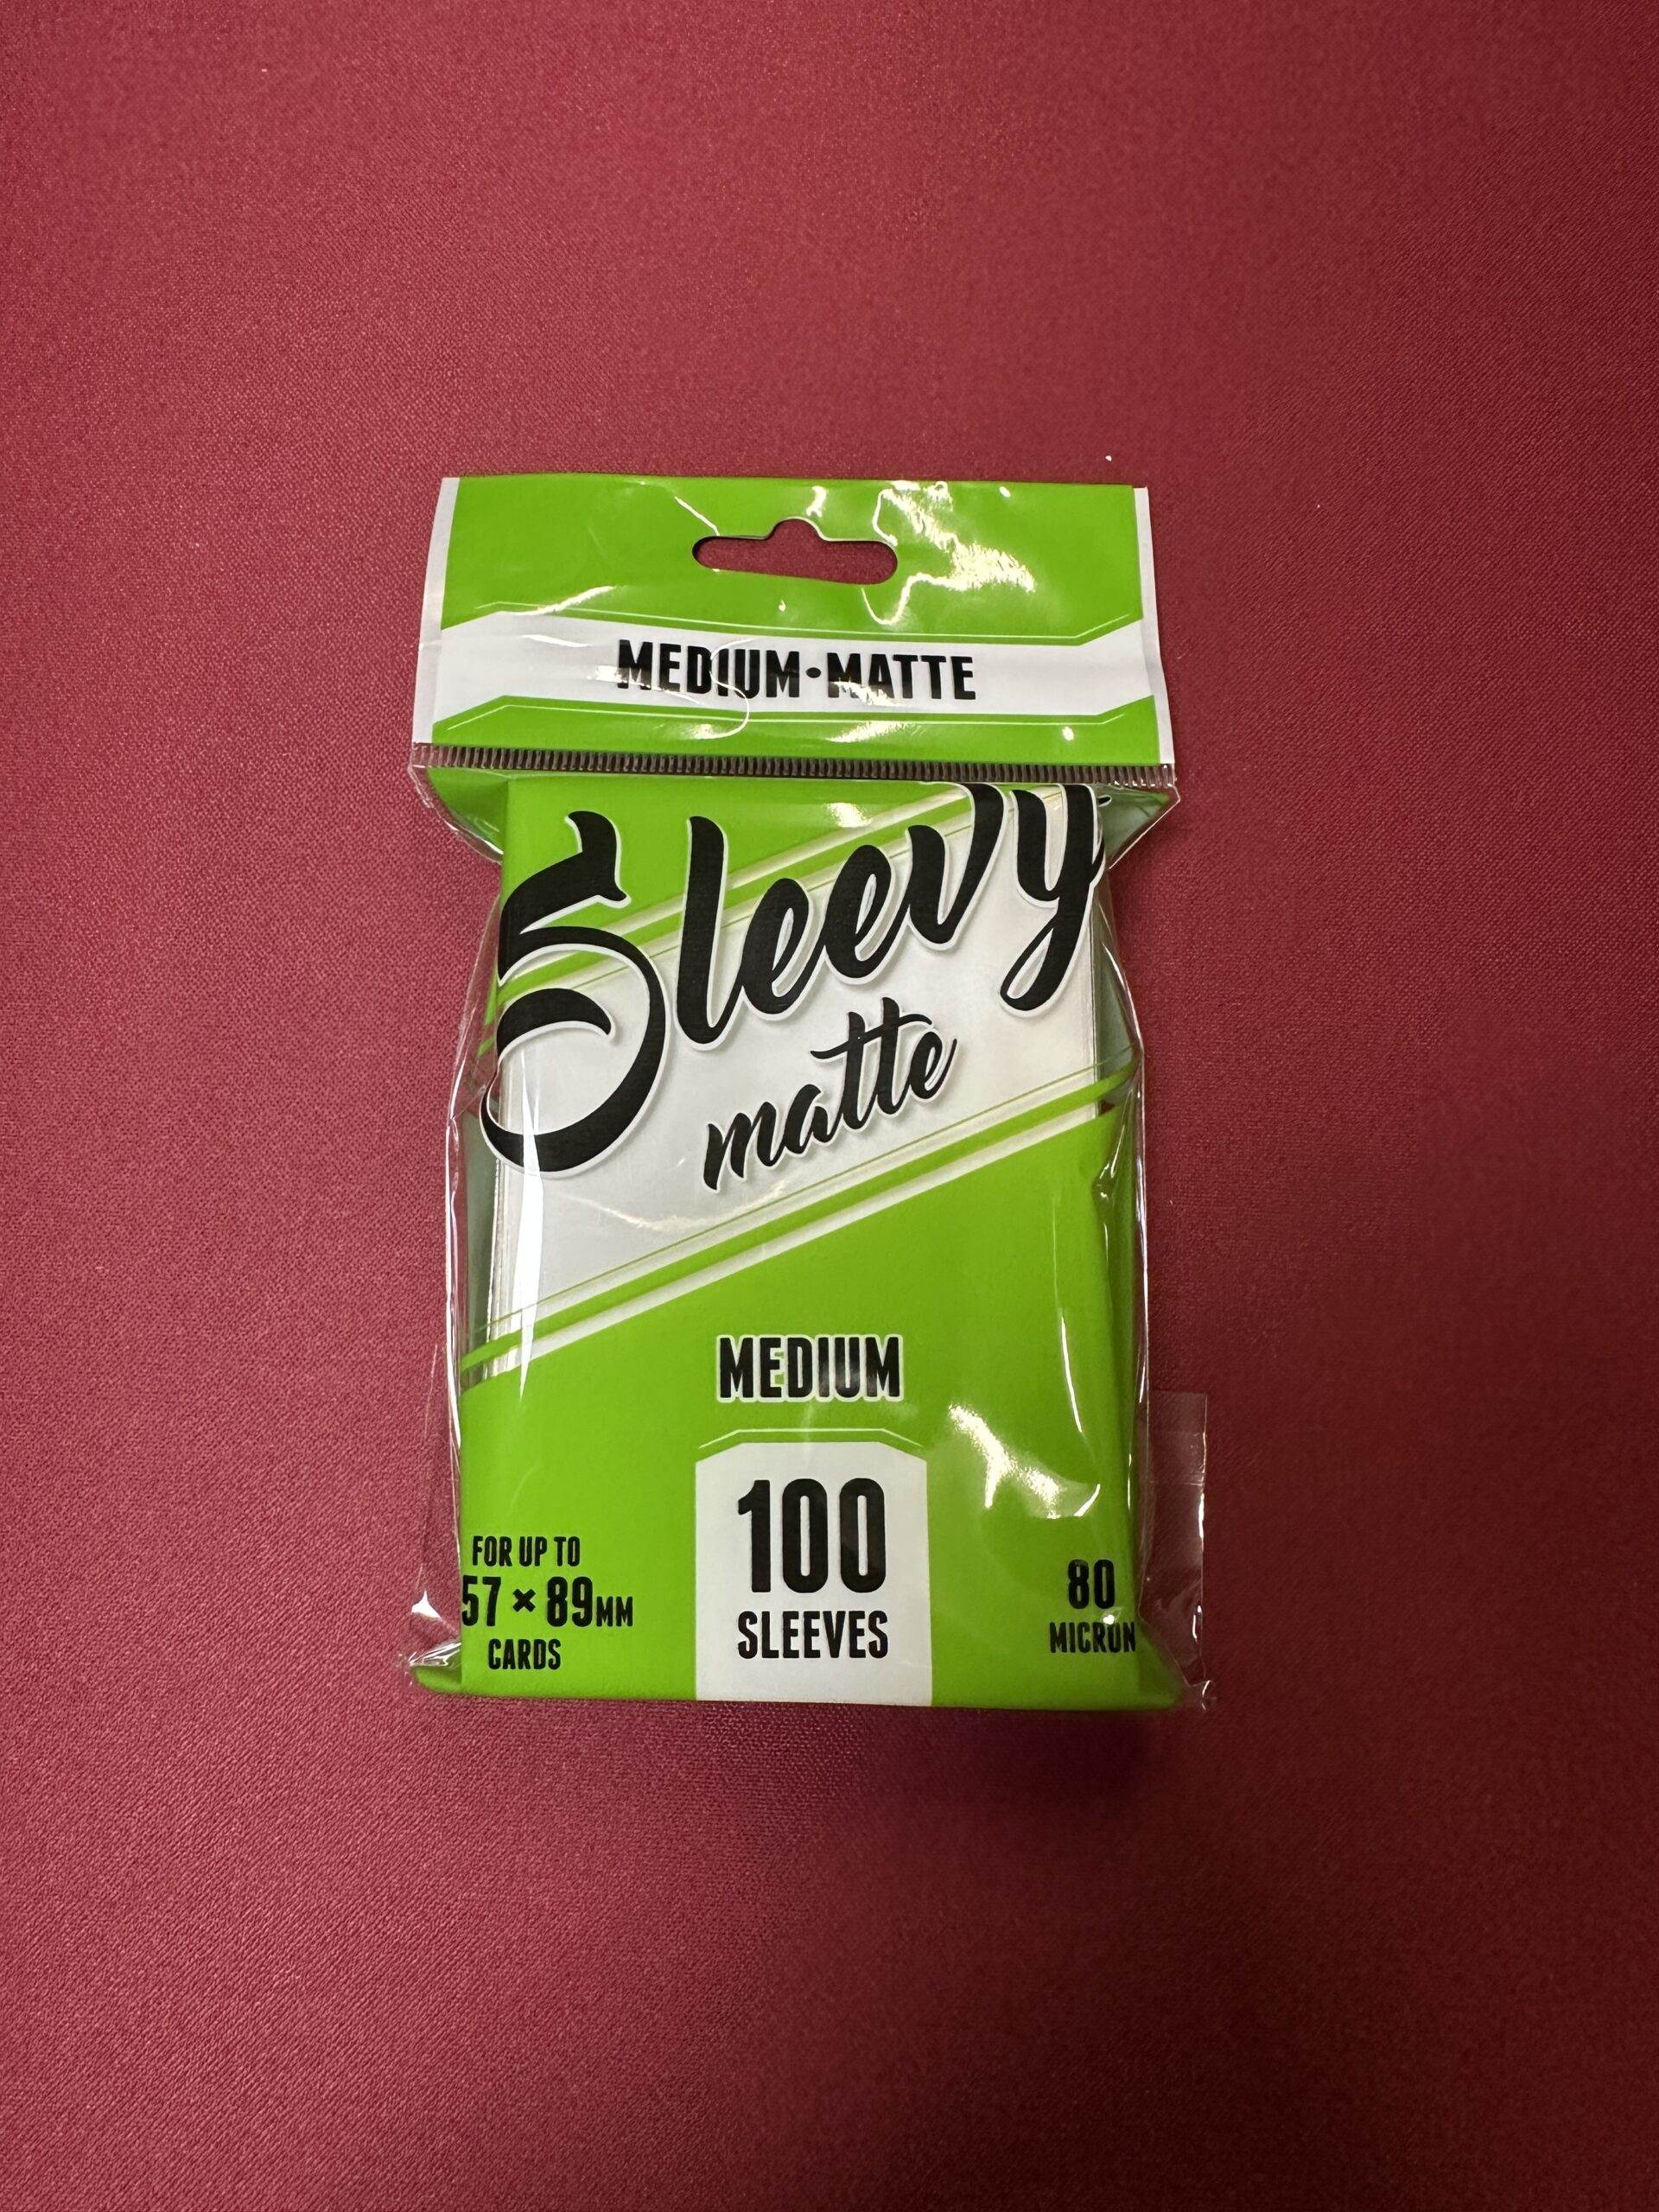 MEDIUM•MATTE
Sleevy
matte
MEDIUM
100
SLEEVES
FOR UP TO
57 × 89MM
CARDS
80
MICRON